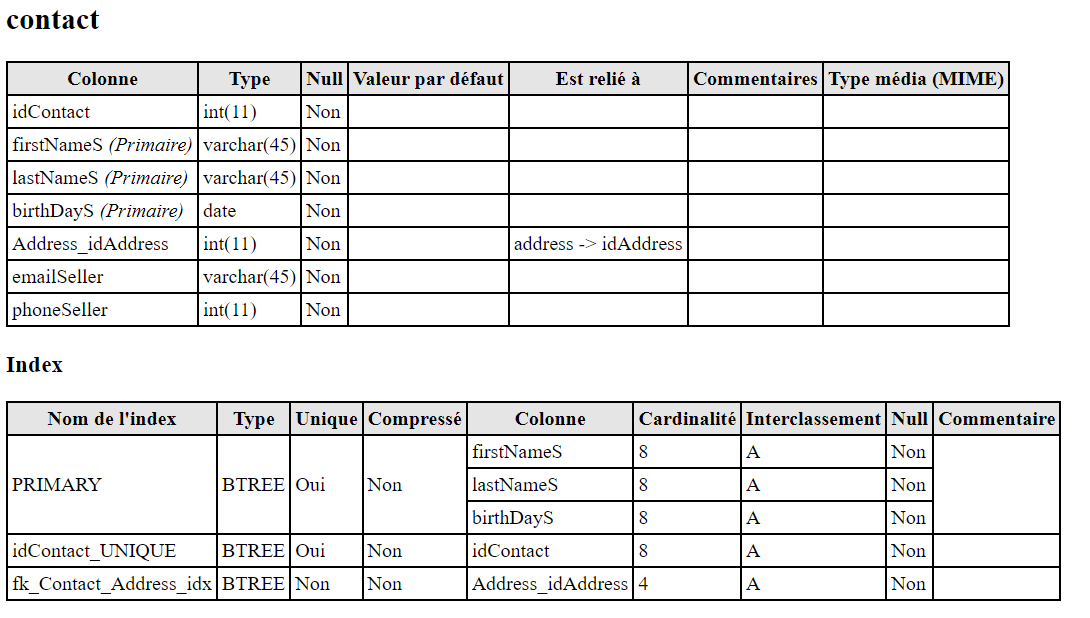 contact
Colonne Type Null Valeur par défaut Est relié à Commentaires Type média (MIME)
idContact int(11) Non
firstNameS (Primaire) varchar(45) Non
lastNameS (Primaire) varchar(45) Non
birthDayS (Primaire) date Non
Address_idAddress int(11) Non address -> idAddress
emailSeller varchar(45) Non
phoneSeller int(11) Non
Index
Nom de l'index Type Unique Compressé Colonne Cardinalité Interclassement Null Commentaire
firstNameS 8 A Non
PRIMARY BTREE Oui Non lastNameS 8 A Non
birthDayS 8 A Non
idContact_UNIQUE BTREE Oui Non idContact 8 A Non
fk_Contact_Address_idx BTREE Non Non Address_idAddress 4 A Non